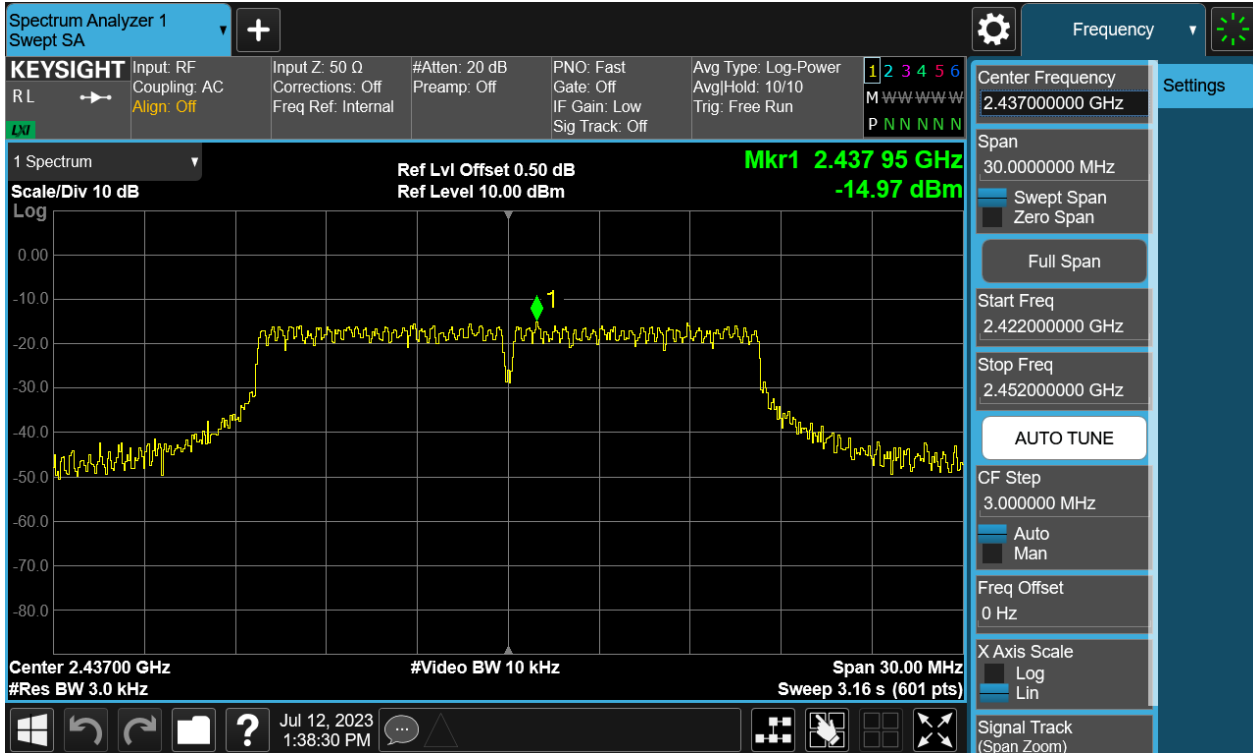 Spectrum Analyzer 1
Swept SA
+
Frequency
KEYSIGHT
RL
LXI
Input: RF
Coupling: AC
Align: Off
Input Z: 50 Ω
Corrections: Off
Freq Ref: Internal
#Atten: 20 dB
Preamp: Off
PNO: Fast
Gate: Off
IF Gain: Low
Sig Track: Off
Avg Type: Log-Power
Avg|Hold: 10/10
Trig: Free Run
1 2 3 4 5 6
M W W W W W
P N N N N N
1 Spectrum
Scale/Div 10 dB
Log
Ref Lvl Offset 0.50 dB
Ref Level 10.00 dBm
Mkr1 2.437 95 GHz
-14.97 dBm
0.00
-10.0
1
-20.0
-30.0
-40.0
-50.0
-60.0
-70.0
-80.0
Center 2.43700 GHz
#Res BW 3.0 kHz
#Video BW 10 kHz
Span 30.00 MHz
Sweep 3.16 s (601 pts)
Center Frequency
2.437000000 GHz
Settings
Span
30.0000000 MHz
Swept Span
Zero Span
Full Span
Start Freq
2.422000000 GHz
Stop Freq
2.452000000 GHz
AUTO TUNE
CF Step
3.000000 MHz
Auto
Man
Freq Offset
0 Hz
X Axis Scale
Log
Lin
Signal Track
(Span Zoom)
?
Jul 12, 2023
1:38:30 PM